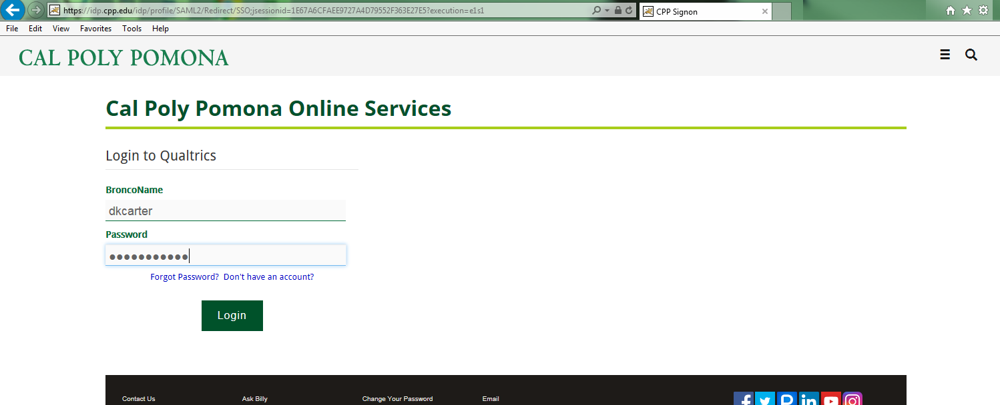 https://idp.cpp.edu/idp/profile/SAML2/Redirect/SSO;jsessionid=1E67A6CFAEE9727A4D79552F363E27E5?execution=e1s1
CPP Signon
File Edit View Favorites Tools Help
CAL POLY POMONA
Cal Poly Pomona Online Services
Login to Qualtrics
BroncoName
dkcarter
Password
Forgot Password? Don't have an account?
Login
Contact Us Ask Billy Change Your Password Email